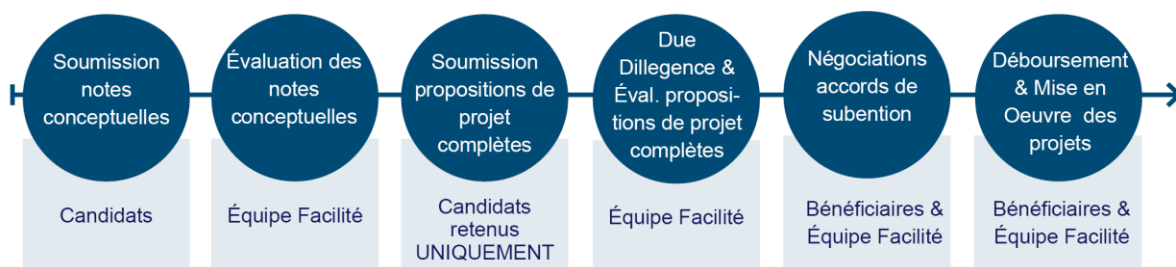 Soumission
notes
conceptuelles
Évaluation des
notes
conceptuelles
Soumission
propositions de
projet
complètes
Due
Dillegence &
Éval. proposi-
tions de projet
complètes
Négociations
accords de
subention
Déboursement
& Mise en
Oeuvre des
projets
Candidats
Équipe Facilité
Candidats
retenus
UNIQUEMENT
Équipe Facilité
Bénéficiaires &
Équipe Facilité
Bénéficiaires &
Équipe Facilité